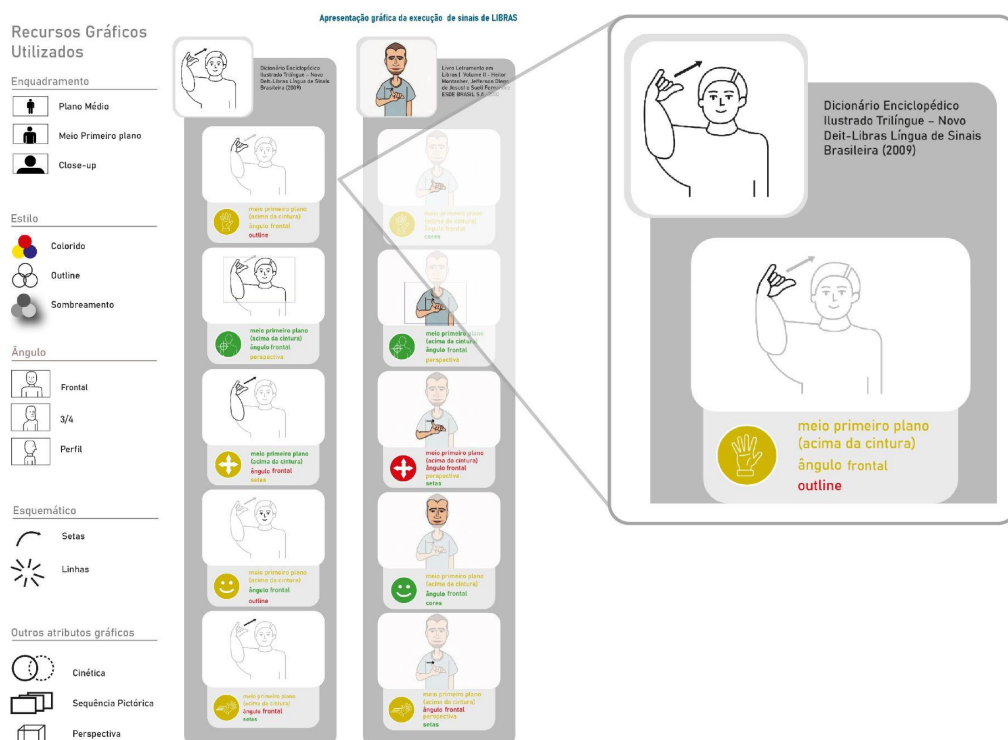 Apresentação gráfica da execução de sinais de LIBRAS
Recursos Gráficos
Utilizados
Enquadramento
Plano Médio
Meio Primeiro plano
Close-up
Estilo
Colorido
Outline
Sombreamento
Ângulo
Frontal
3/4
Perfil
Esquemático
Setas
Linhas
Outros atributos gráficos
Cinética
Sequência Pictórica
Perspectiva
Dicionário Enciclopédico
Ilustrado Trilíngue – Novo
Deit-Libras Língua de Sinais
Brasileira (2009)
meio primeiro plano
(acima da cintura)
ângulo frontal
outline
meio primeiro plano
(acima da cintura)
ângulo frontal
perspectiva
meio primeiro plano
(acima da cintura)
ângulo frontal
setas
meio primeiro plano
(acima da cintura)
ângulo frontal
outline
meio primeiro plano
(acima da cintura)
ângulo frontal
setas
Livro Letramento em
Libras | Volume II - Heitor
Jefferson Diego
de Jesus| e Sueli
ESDE BRASIL S.A.
meio primeiro plano
(acima da cintura)
ângulo frontal
cores
meio primeiro plano
(acima da cintura)
ângulo frontal
perspectiva
meio primeiro plano
(acima da cintura)
ângulo frontal
perspectiva
setas
meio primeiro plano
(acima da cintura)
ângulo frontal
cores
meio primeiro plano
(acima da cintura)
ângulo frontal
perspectiva
setas
Dicionário Enciclopédico
Ilustrado Trilíngue – Novo
Deit-Libras Língua de Sinais
Brasileira (2009)
meio primeiro plano
(acima da cintura)
ângulo frontal
outline